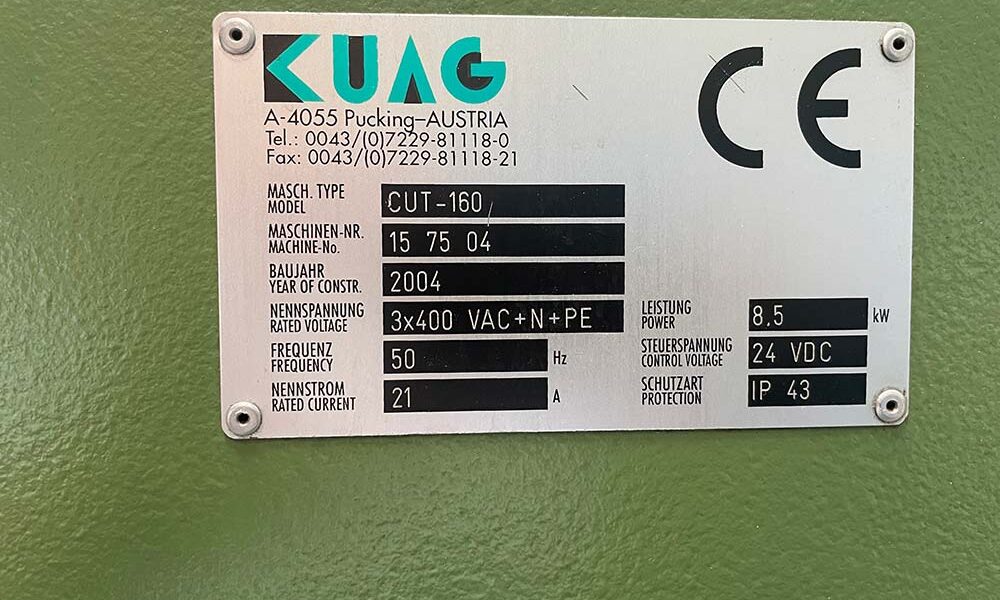 KUAG
CE
A-4055 Pucking–AUSTRIA
Tel.: 0043/(0)7229-81118-0
Fax: 0043/(0)7229-81118-21
MASCH. TYPE
MODEL
CUT-160
MASCHINEN-NR.
MACHINE-No.
15 75 04
BAUJAHR
YEAR OF CONSTR.
2004
NENNSPANNUNG
RATED VOLTAGE
3x400 VAC+N+PE
LEISTUNG
POWER
8.5 kW
FREQUENZ
FREQUENCY
50 Hz
STEUERSPANNUNG
CONTROL VOLTAGE
24 VDC
NENNSTROM
RATED CURRENT
21 A
SCHUTZART
PROTECTION
IP 43